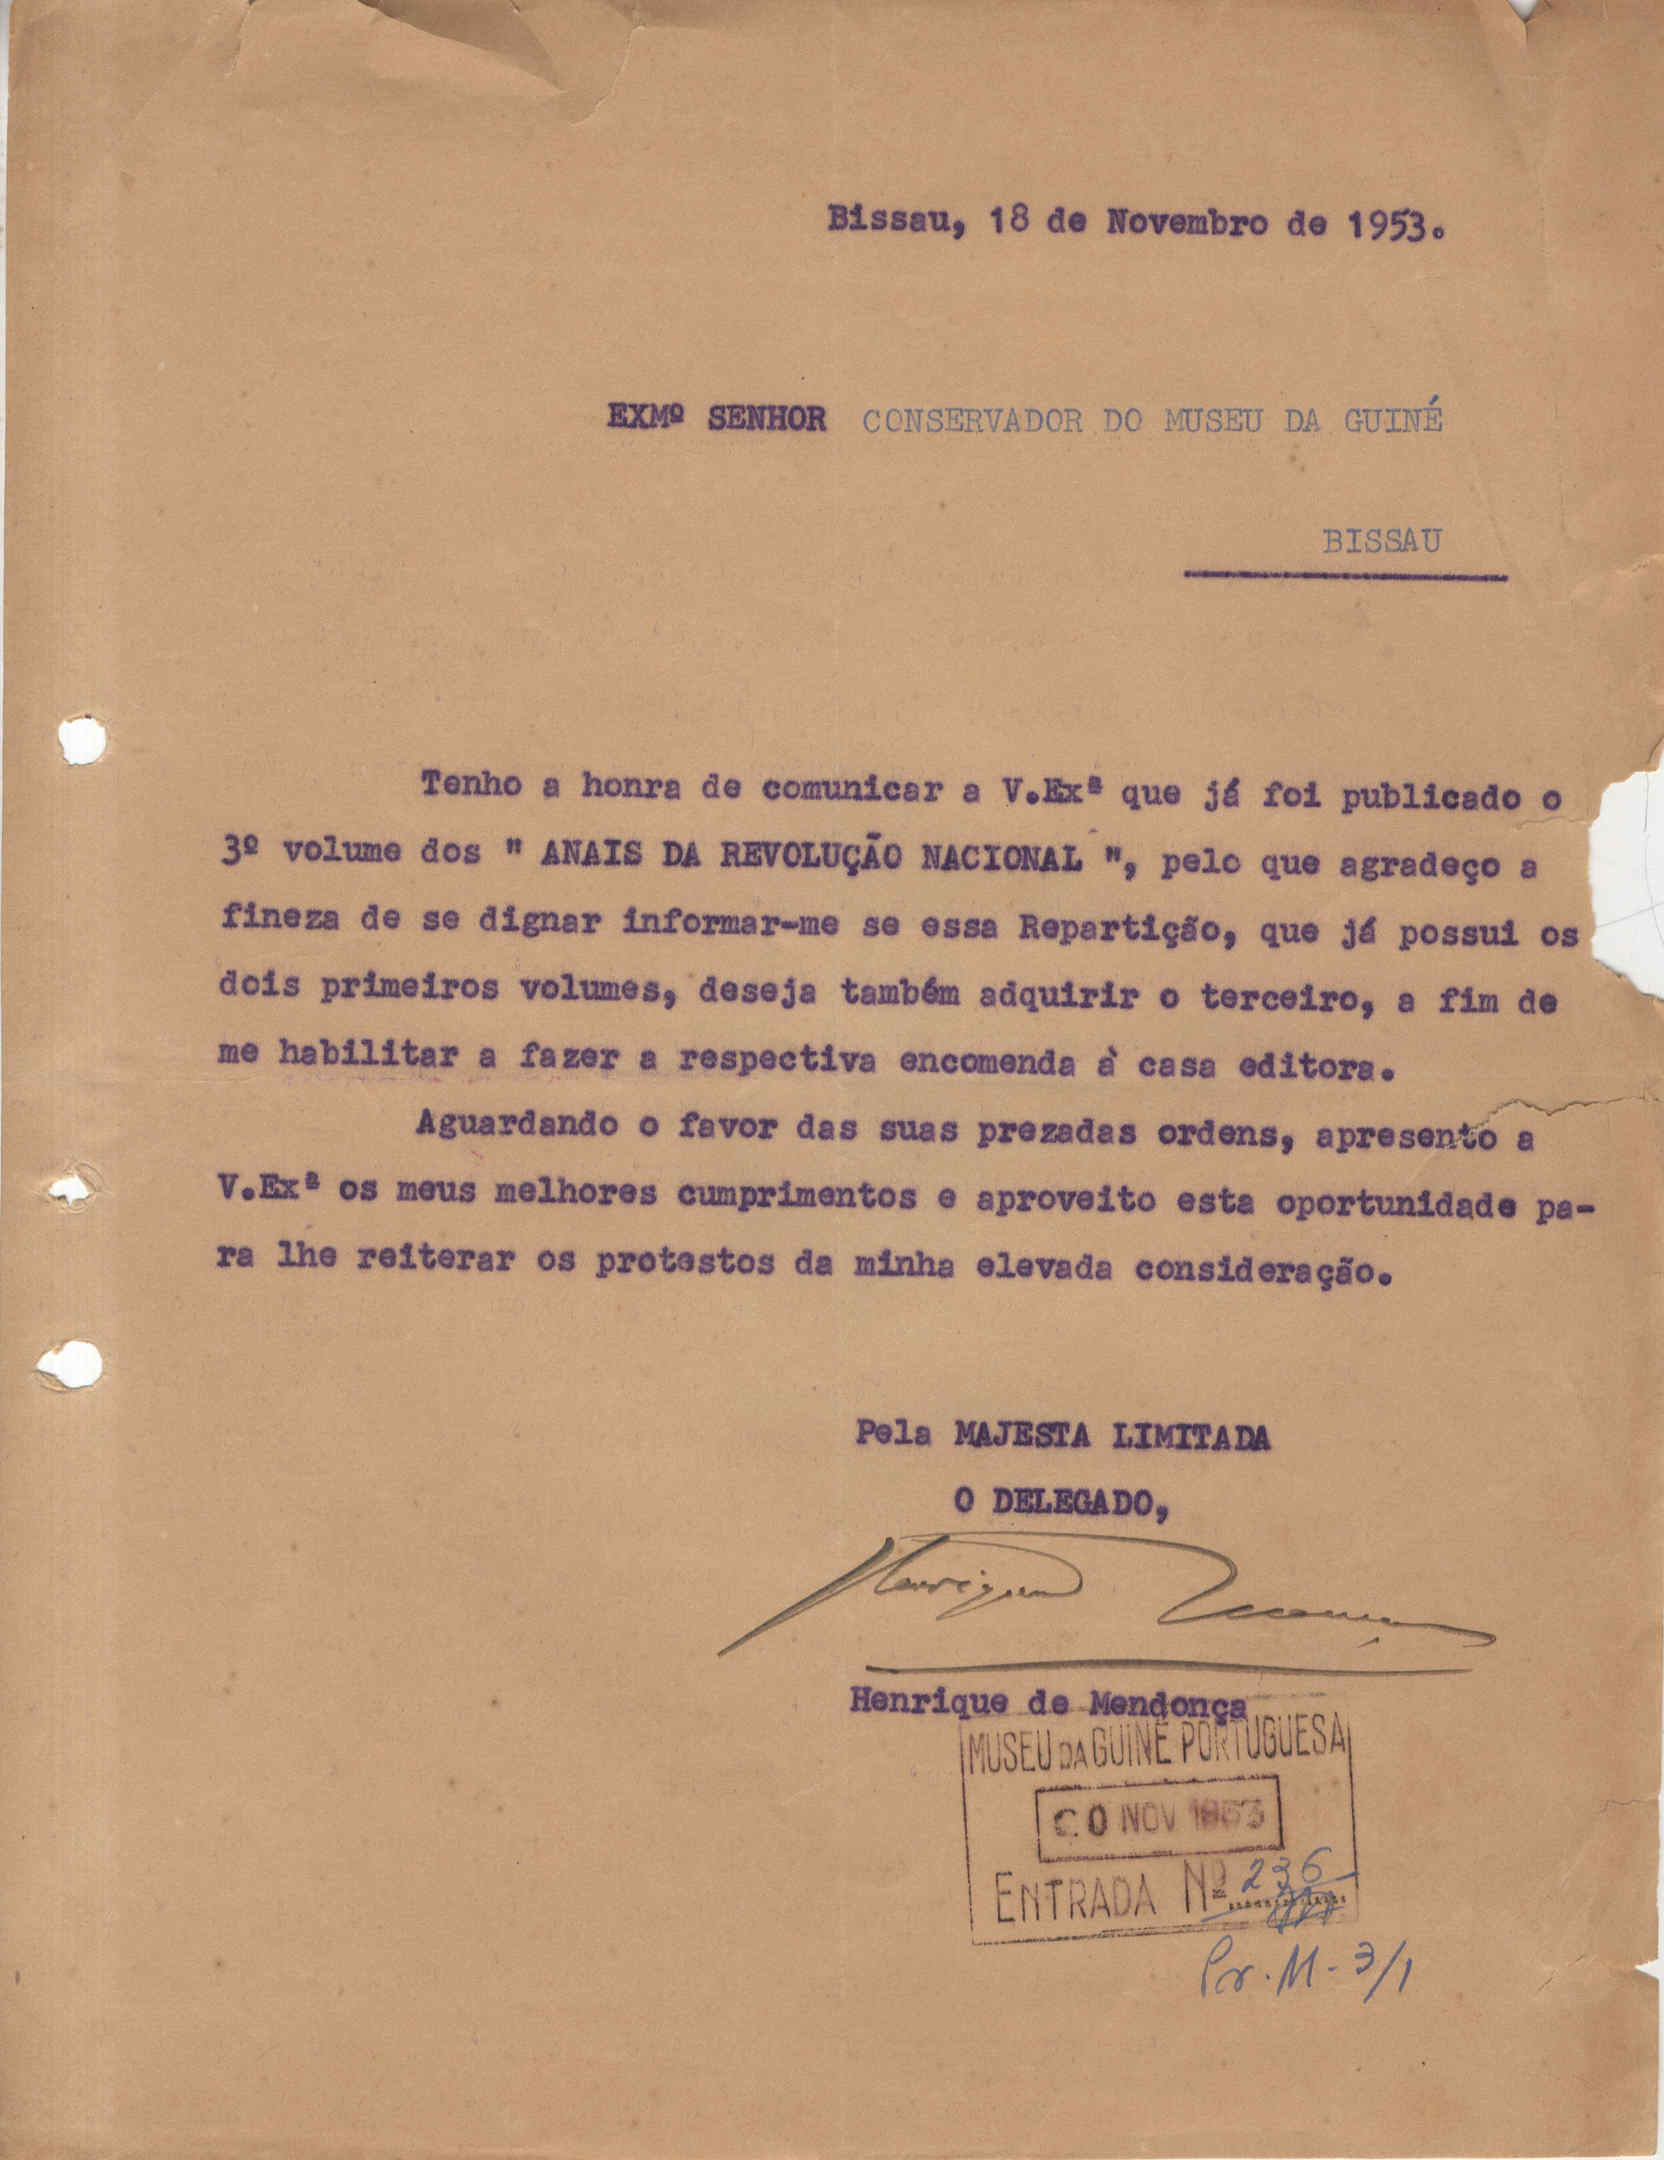 Bissau, 18 de Novembro de 1953.
EXMº SENHOR CONSERVADOR DO MUSEU DA GUINÉ
BISSAU
Tenho a honra de comunicar a V.Exª que já foi publicado o
3º volume dos " ANAIS DA REVOLUÇÃO NACIONAL ", pelo que agradeço a
fineza de se dignar informar-me se essa Repartição, que já possui os
dois primeiros volumes, deseja também adquirir o terceiro, a fim de
me habilitar a fazer a respectiva encomenda à casa editora.
Aguardando o favor das suas prezadas ordens, apresento a
V.Exª os meus melhores cumprimentos e aproveito esta oportunidade pa-
ra lhe reiterar os protestos da minha elevada consideração.
Pela MAJESTA LIMITADA
O DELEGADO,
Henrique Mendonça
Henrique de Mendonça
MUSEU DA GUINÉ PORTUGUESA
NOV 1953
ENTRADA Nº 236
Pr. M - 3/1